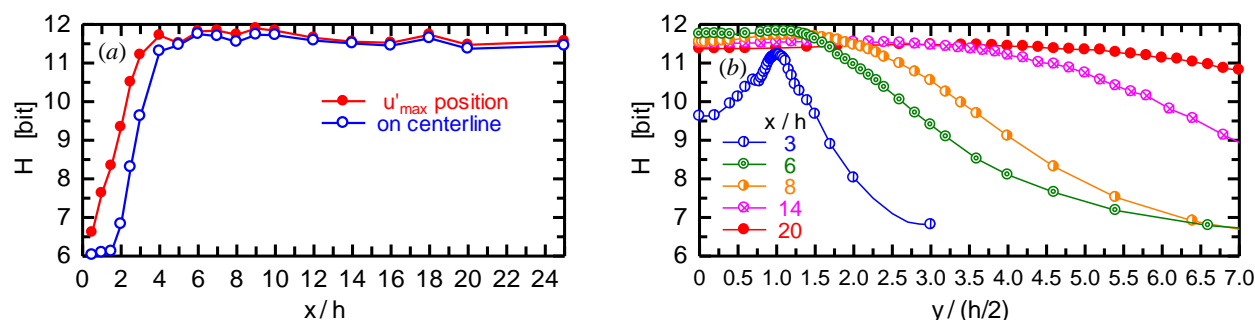 12
11
10
9
8
7
6
H [bit]
(a)
u'max position
on centerline
0 2 4 6 8 10 12 14 16 18 20 22 24
x / h
12
11
10
9
8
7
6
H [bit]
(b)
x / h
3
6
8
14
20
0 0.5 1.0 1.5 2.0 2.5 3.0 3.5 4.0 4.5 5.0 5.5 6.0 6.5 7.0
y / (h/2)